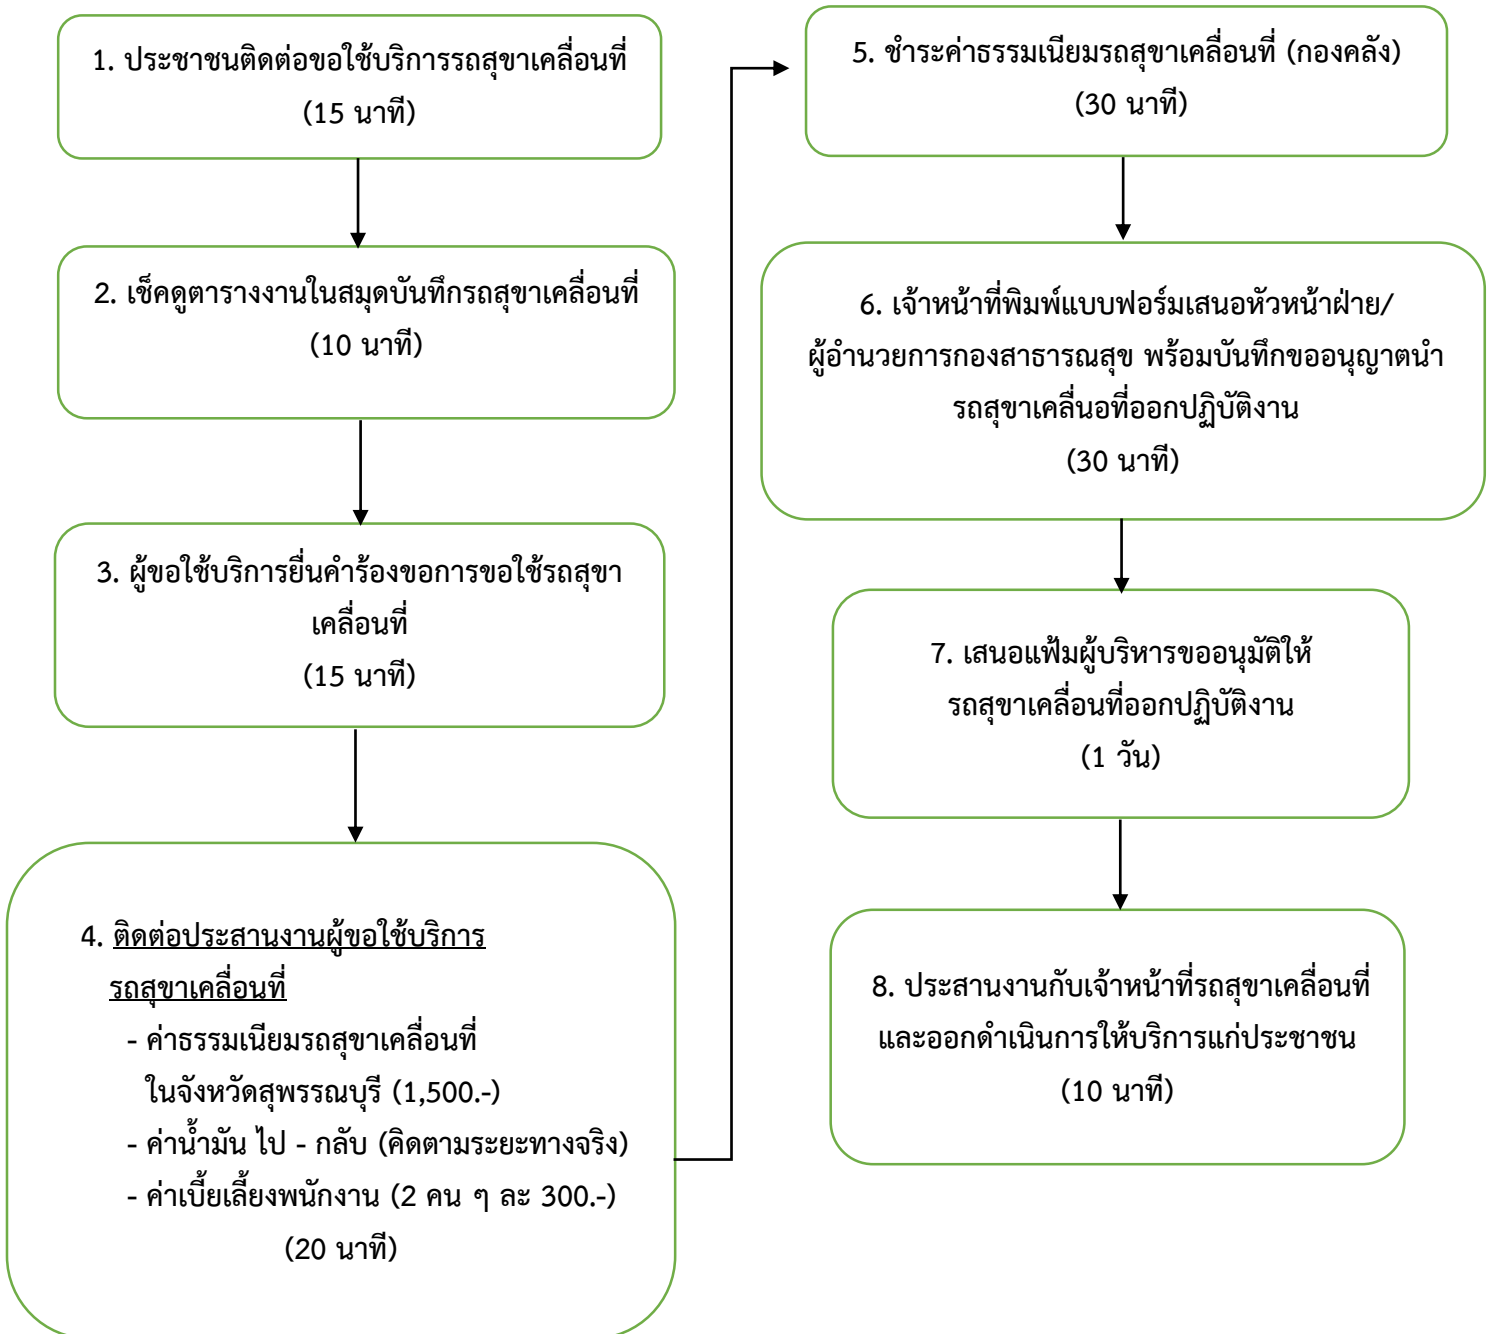 1. ประชาชนติดต่อขอใช้บริการรถสุขาเคลื่อนที่
(15 นาที)
2. เช็คดูตารางงานในสมุดบันทึกรถสุขาเคลื่อนที่
(10 นาที)
3. ผู้ขอใช้บริการยื่นคำร้องขอการขอใช้รถสุขา
เคลื่อนที่
(15 นาที)
4. ติดต่อประสานงานผู้ขอใช้บริการ
รถสุขาเคลื่อนที่
- ค่าธรรมเนียมรถสุขาเคลื่อนที่
ในจังหวัดสุพรรณบุรี (1,500.-)
- ค่าน้ำมัน ไป - กลับ (คิดตามระยะทางจริง)
- ค่าเบี้ยเลี้ยงพนักงาน (2 คน ๆ ละ 300.-)
(20 นาที)
5. ชำระค่าธรรมเนียมรถสุขาเคลื่อนที่ (กองคลัง)
(30 นาที)
6. เจ้าหน้าที่พิมพ์แบบฟอร์มเสนอหัวหน้าฝ่าย/
ผู้อำนวยการกองสาธารณสุข พร้อมบันทึกขออนุญาตนำ
รถสุขาเคลื่นอที่ออกปฏิบัติงาน
(30 นาที)
7. เสนอแฟ้มผู้บริหารขออนุมัติให้
รถสุขาเคลื่อนที่ออกปฏิบัติงาน
(1 วัน)
8. ประสานงานกับเจ้าหน้าที่รถสุขาเคลื่อนที่
และออกดำเนินการให้บริการแก่ประชาชน
(10 นาที)